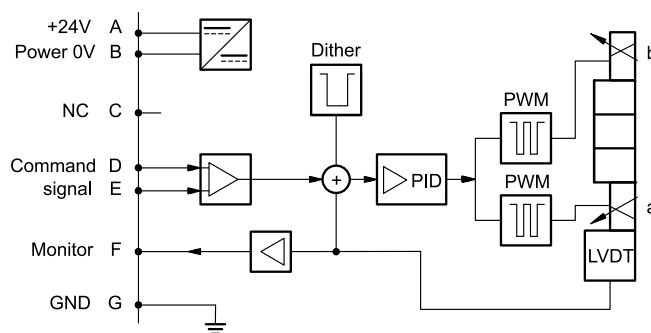 +24V A
Power 0V B
Dither
b
NC C
PWM
Command D
signal E
+
PID
PWM
a
Monitor F
LVDT
GND G